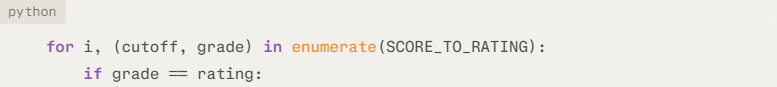 python
for i, (cutoff, grade) in enumerate(SCORE_TO_RATING):
if grade == rating: